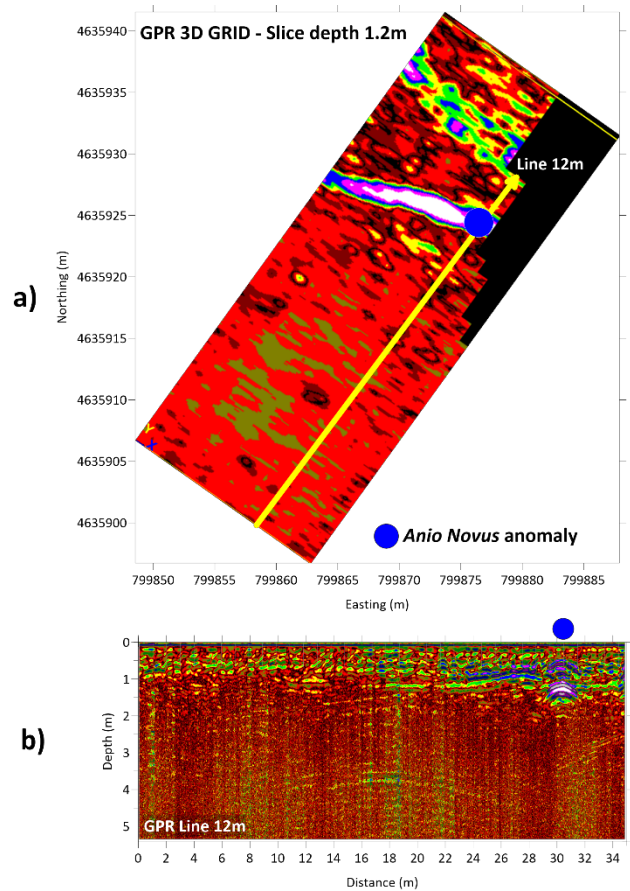 GPR 3D GRID - Slice depth 1.2m
4635940
4635935
4635930
4635925
4635920
4635915
4635910
4635905
4635900
Northing (m)
a)
Line 12m
Y
X
Anio Novus anomaly
799850 799855 799860 799865 799870 799875 799880 799885
Easting (m)
b)
0
1
2
3
4
5
Depth (m)
GPR Line 12m
0 2 4 6 8 10 12 14 16 18 20 22 24 26 28 30 32 34
Distance (m)